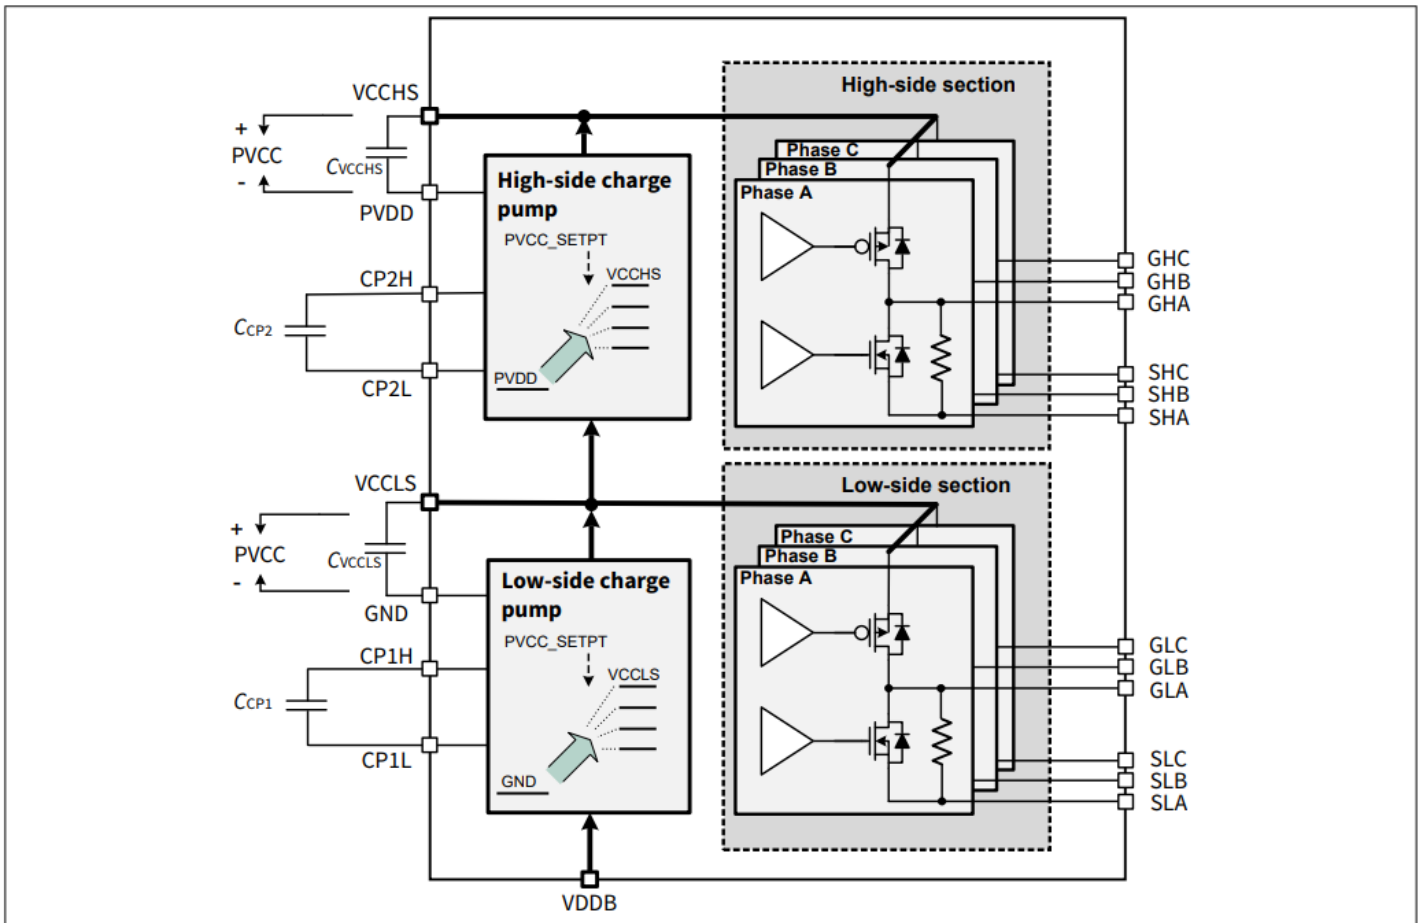 High-side section
VCCHS
+
PVCC
-
CVCCHS
PVDD
High-side charge
pump
PVCC_SETPT
VCCHS
PVDD
Phase C
Phase B
Phase A
CP2H
CCP2
CP2L
GHC
GHB
GHA
SHC
SHB
SHA
VCCLS
+
PVCC
-
CVCCLS
GND
Low-side section
Low-side charge
pump
PVCC_SETPT
VCCLS
GND
Phase C
Phase B
Phase A
CP1H
CCP1
CP1L
GLC
GLB
GLA
SLC
SLB
SLA
VDDB